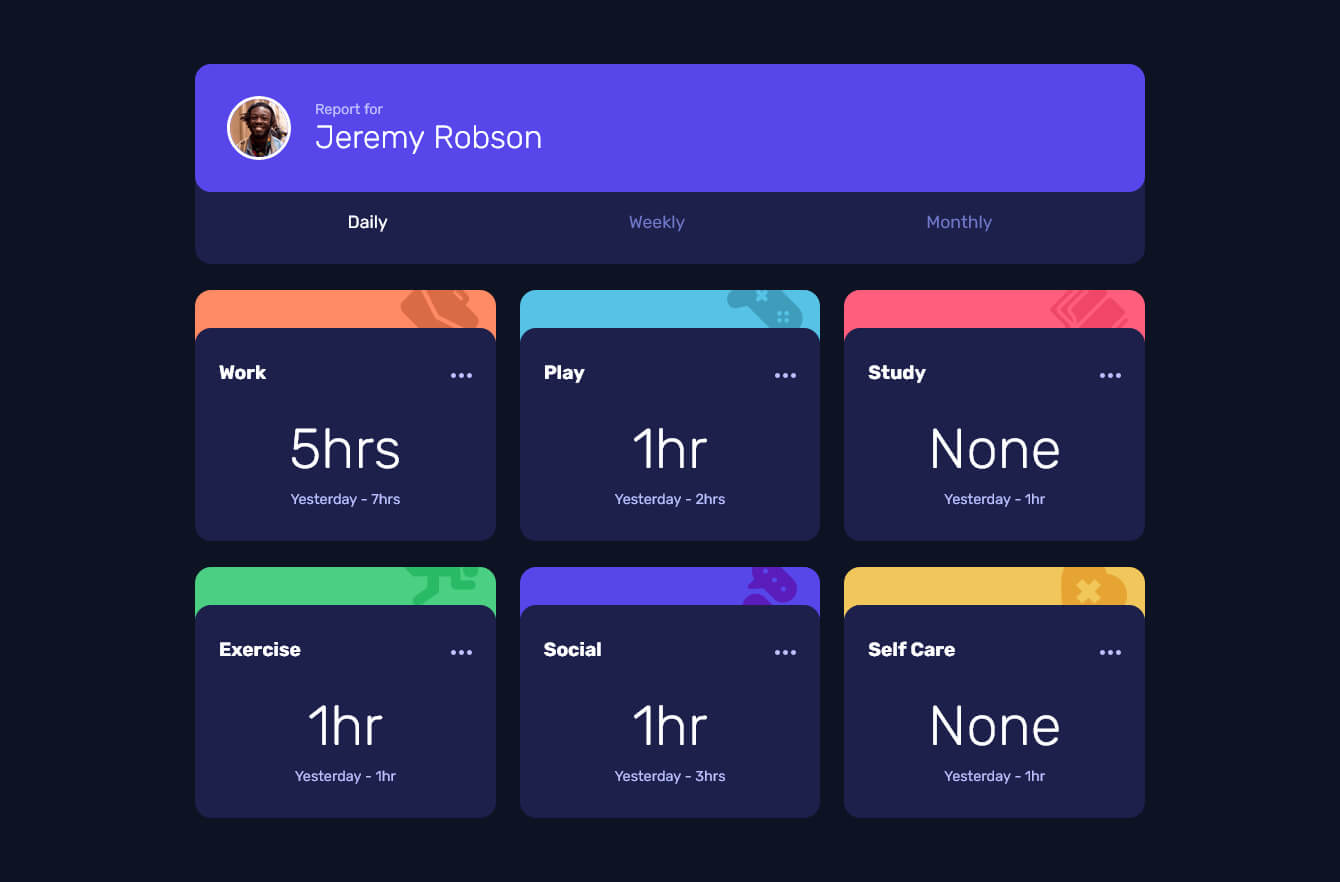 Report for
Jeremy Robson
Daily Weekly Monthly
Work Play Study
5hrs 1hr None
Yesterday - 7hrs Yesterday - 2hrs Yesterday - 1hr
Exercise Social Self Care
1hr 1hr None
Yesterday - 1hr Yesterday - 3hrs Yesterday - 1hr